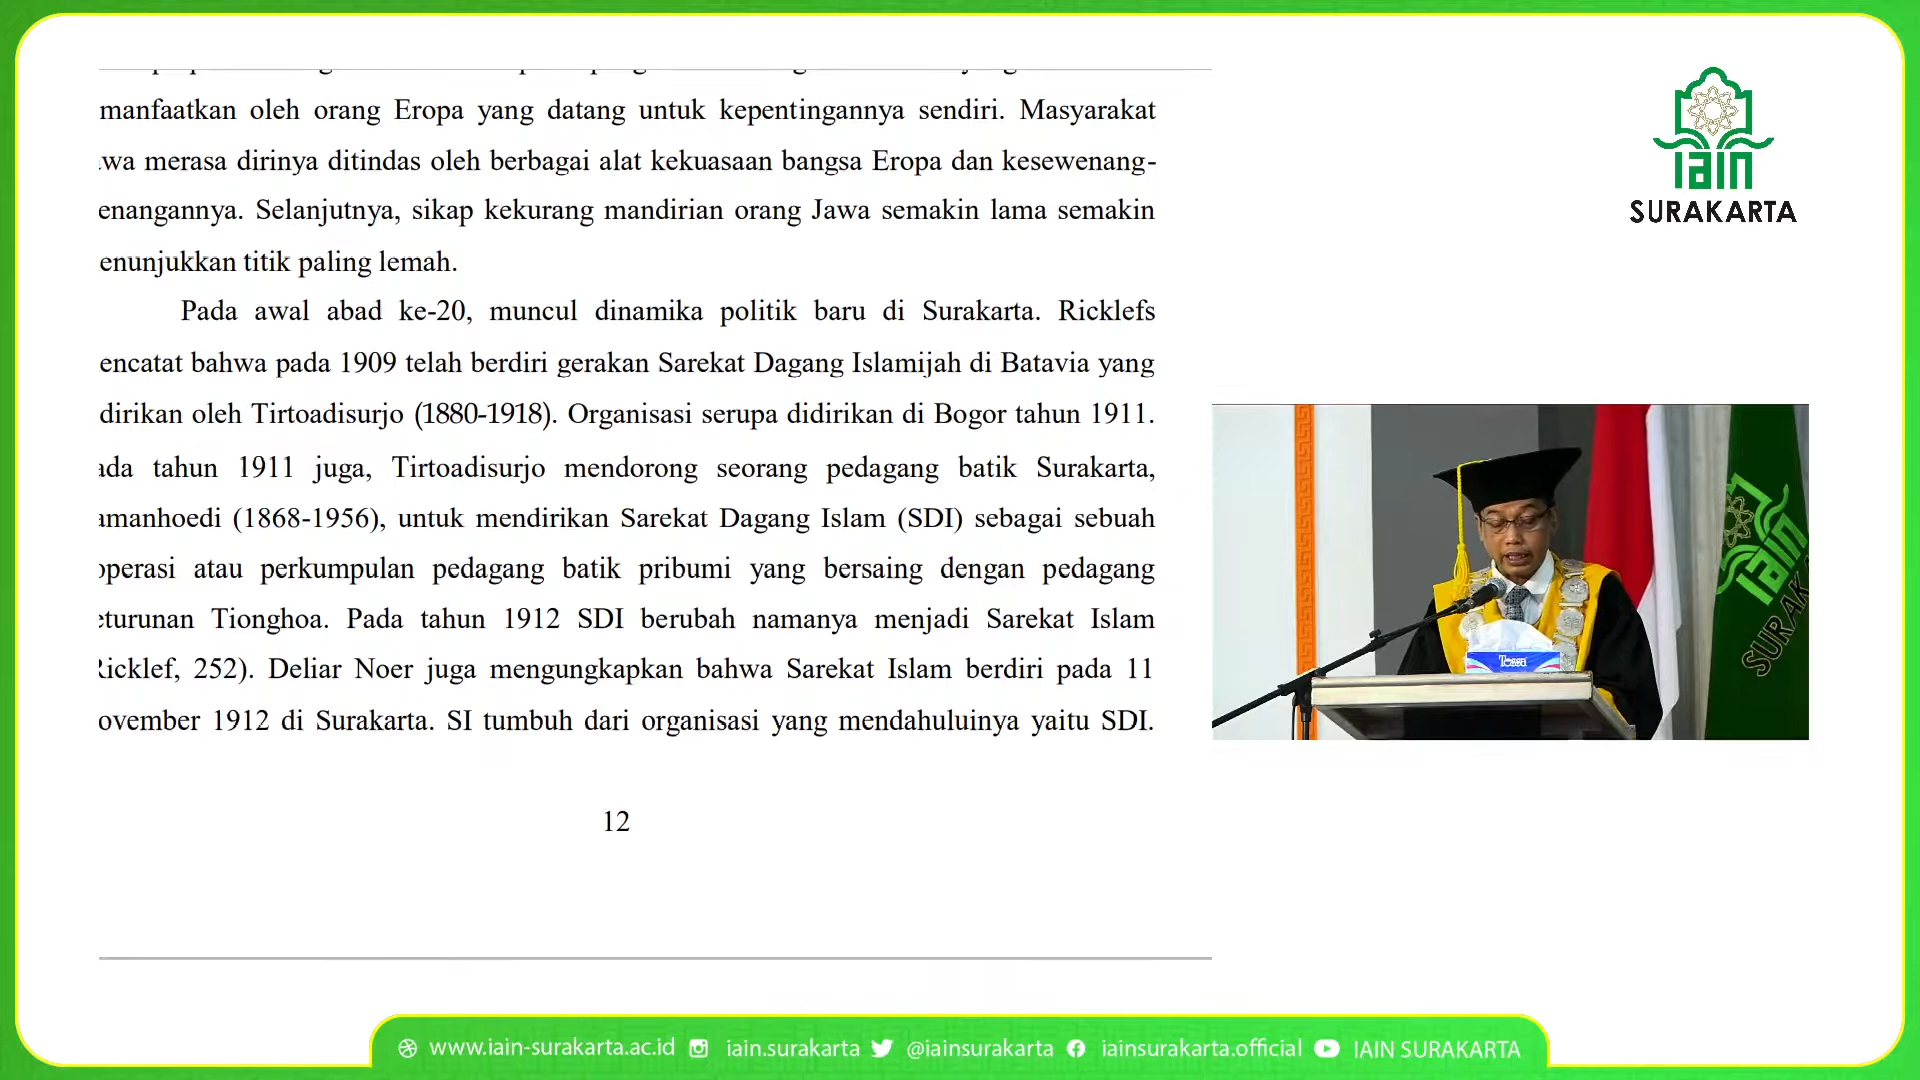 manfaatkan oleh orang Eropa yang datang untuk kepentingannya sendiri. Masyarakat
wa merasa dirinya ditindas oleh berbagai alat kekuasaan bangsa Eropa dan kesewenang-
enangannya. Selanjutnya, sikap kekurang mandirian orang Jawa semakin lama semakin
enunjukkan titik paling lemah.
Pada awal abad ke-20, muncul dinamika politik baru di Surakarta. Ricklefs
encatat bahwa pada 1909 telah berdiri gerakan Sarekat Dagang Islamijah di Batavia yang
dirikan oleh Tirtoadisurjo (1880-1918). Organisasi serupa didirikan di Bogor tahun 1911.
ada tahun 1911 juga, Tirtoadisurjo mendorong seorang pedagang batik Surakarta,
amanhoedi (1868-1956), untuk mendirikan Sarekat Dagang Islam (SDI) sebagai sebuah
operasi atau perkumpulan pedagang batik pribumi yang bersaing dengan pedagang
eturunan Tionghoa. Pada tahun 1912 SDI berubah namanya menjadi Sarekat Islam
Ricklef, 252). Deliar Noer juga mengungkapkan bahwa Sarekat Islam berdiri pada 11
ovember 1912 di Surakarta. SI tumbuh dari organisasi yang mendahuluinya yaitu SDI.
12
iain
SURAKARTA
Tessa
iain
SURAKA
www.iain-surakarta.ac.id iain.surakarta @iainsurakarta iainsurakarta.official IAIN SURAKARTA